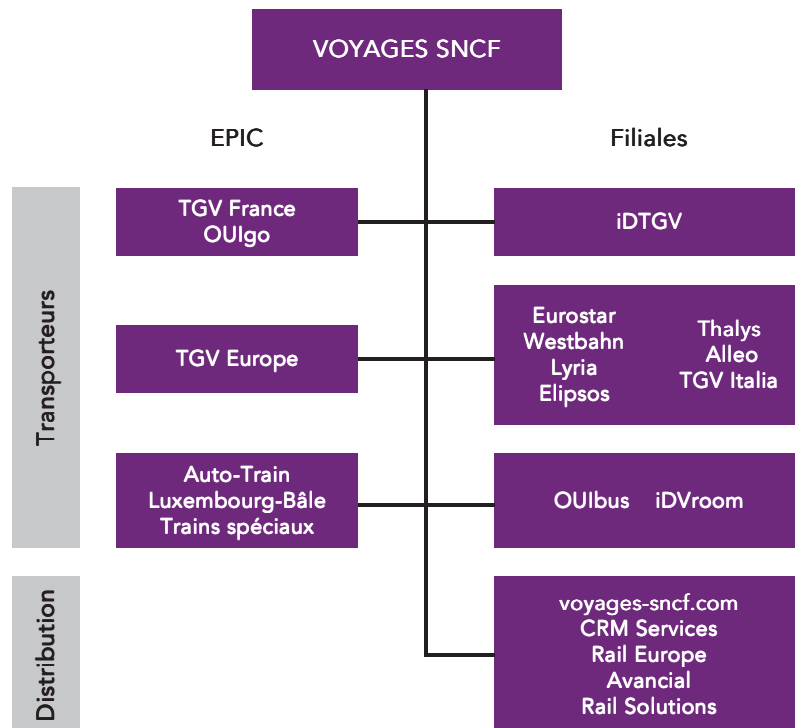 VOYAGES SNCF
EPIC
Filiales
Transporteurs
TGV France
OUIgo
iDTGV
TGV Europe
Eurostar
Westbahn
Lyria
Elipsos
Thalys
Alleo
TGV Italia
Auto-Train
Luxembourg-Bâle
Trains spéciaux
OUIbus iDVroom
Distribution
voyages-sncf.com
CRM Services
Rail Europe
Avancial
Rail Solutions